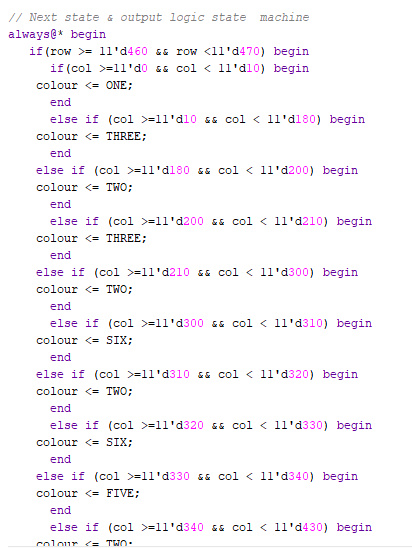 // Next state & output logic state  machine
always@* begin
   if(row >= 11'd460 && row <11'd470) begin
      if(col >=11'd0 && col < 11'd10) begin
    colour <= ONE;
      end
      else if (col >=11'd10 && col < 11'd180) begin
    colour <= THREE;
      end
    else if (col >=11'd180 && col < 11'd200) begin
    colour <= TWO;
      end
      else if (col >=11'd200 && col < 11'd210) begin
    colour <= THREE;
      end
    else if (col >=11'd210 && col < 11'd300) begin
    colour <= TWO;
      end
      else if (col >=11'd300 && col < 11'd310) begin
    colour <= SIX;
      end
    else if (col >=11'd310 && col < 11'd320) begin
    colour <= TWO;
      end
      else if (col >=11'd320 && col < 11'd330) begin
    colour <= SIX;
      end
    else if (col >=11'd330 && col < 11'd340) begin
    colour <= FIVE;
      end
      else if (col >=11'd340 && col < 11'd430) begin
    colour <= TWO;